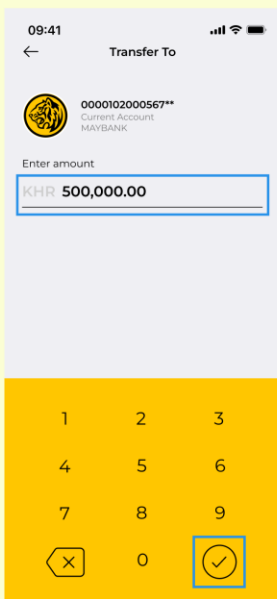 09:41
Transfer To
0000102000567**
Current Account
MAYBANK
Enter amount
KHR 500,000.00
1 2 3
4 5 6
7 8 9
0